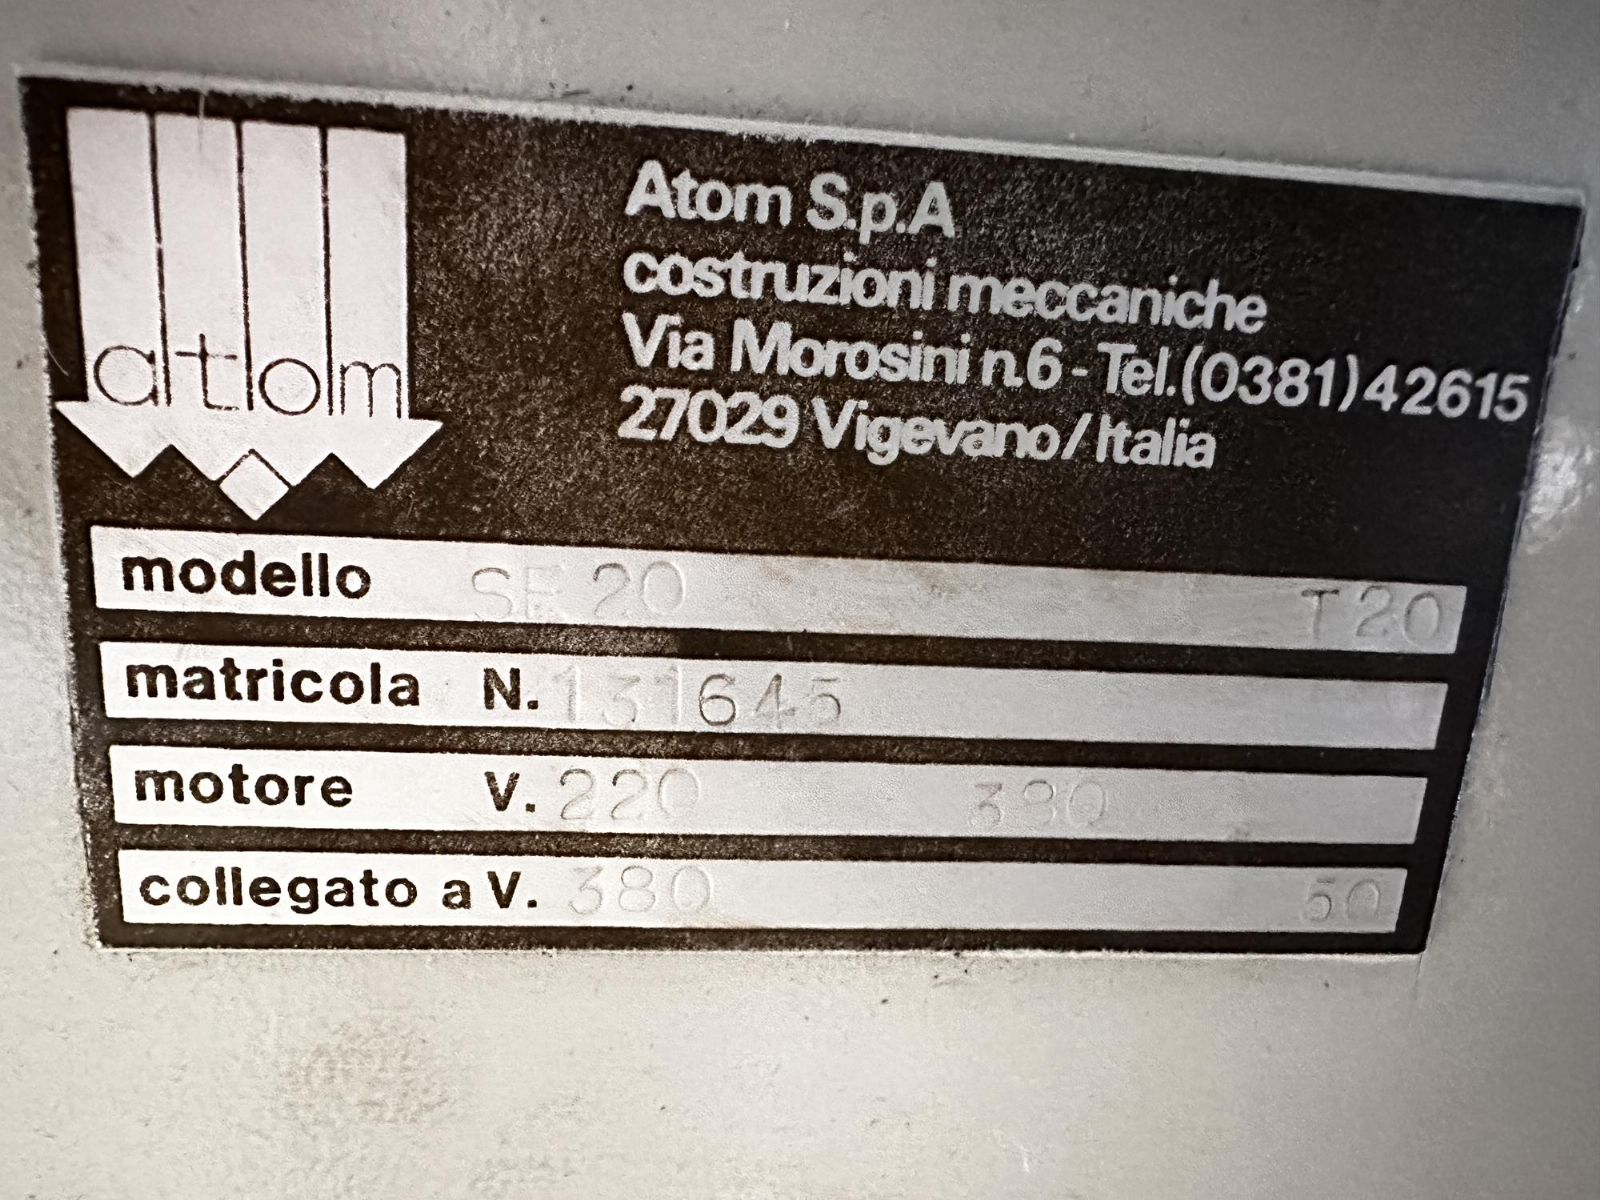 atom
Atom S.p.A
costruzioni meccaniche
Via Morosini n.6 - Tel.(0381)42615
27029 Vigevano/Italia
modello SE 20 T20
matricola N. 131645
motore V. 220 380
collegato a V. 380 50